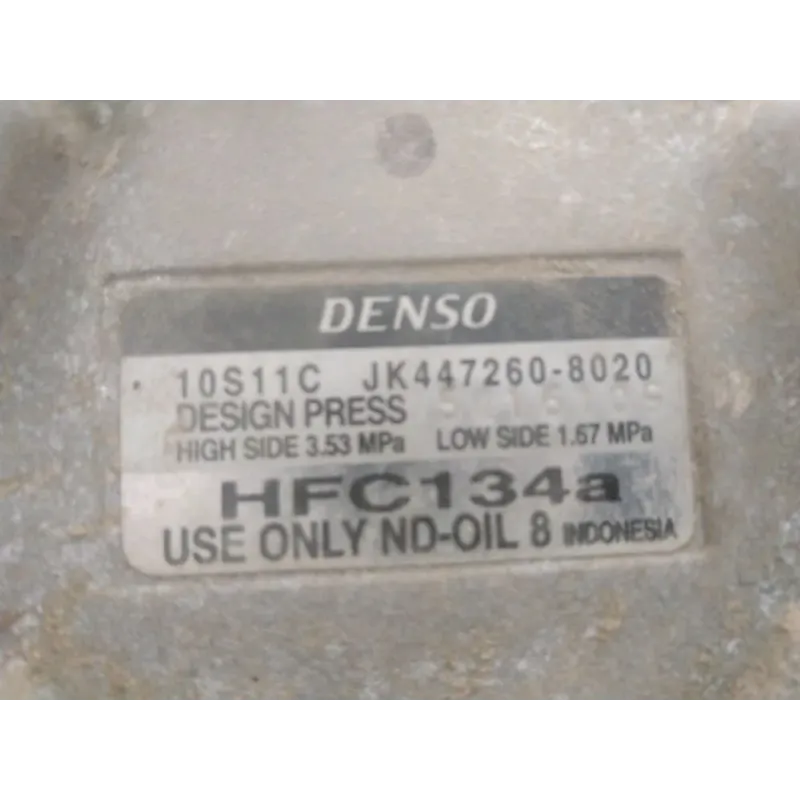 DENSO
10S11C JK447260-8020
DESIGN PRESS
HIGH SIDE 3.53 MPa LOW SIDE 1.67 MPa
HFC134a
USE ONLY ND-OIL 8 INDONESIA